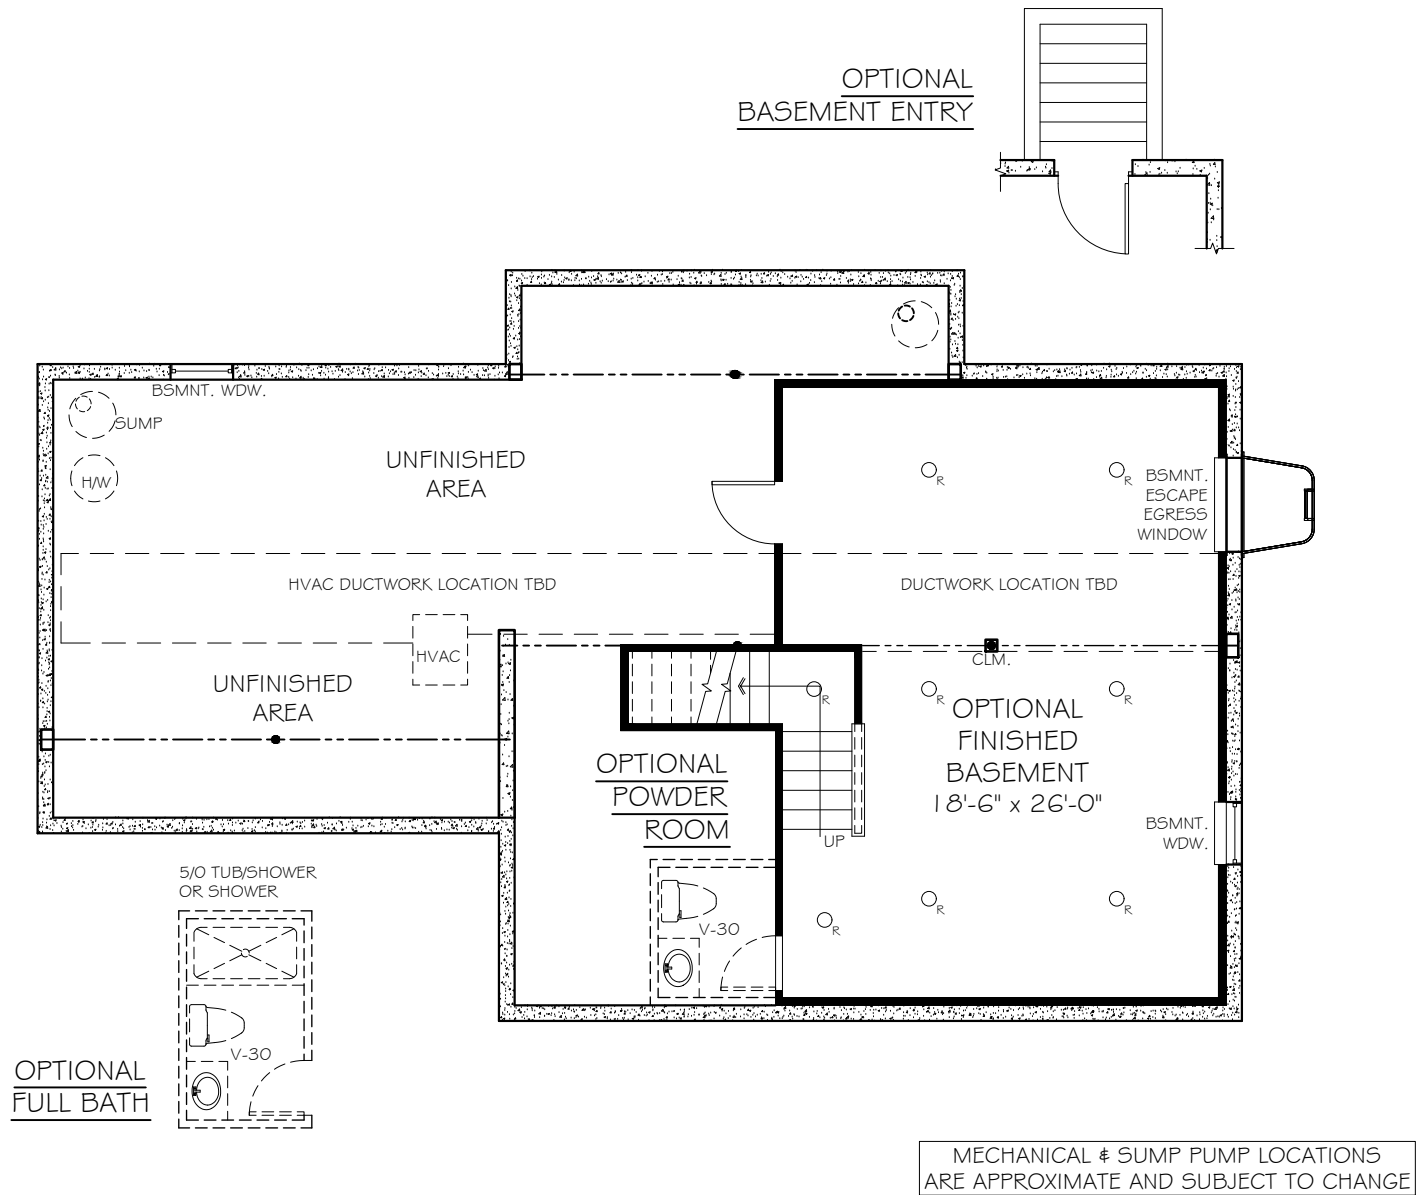 OPTIONAL
BASEMENT ENTRY
BSMNT. WDW.
SUMP
H/W
UNFINISHED
AREA
R
R
BSMNT.
ESCAPE
EGRESS
WINDOW
HVAC DUCTWORK LOCATION TBD
DUCTWORK LOCATION TBD
HVAC
CLM.
UNFINISHED
AREA
R
R
R
OPTIONAL
FINISHED
BASEMENT
18'-6" x 26'-0"
OPTIONAL
POWDER
ROOM
UP
BSMNT.
WDW.
5/0 TUB/SHOWER
OR SHOWER
V-30
R
R
R
V-30
OPTIONAL
FULL BATH
MECHANICAL & SUMP PUMP LOCATIONS
ARE APPROXIMATE AND SUBJECT TO CHANGE